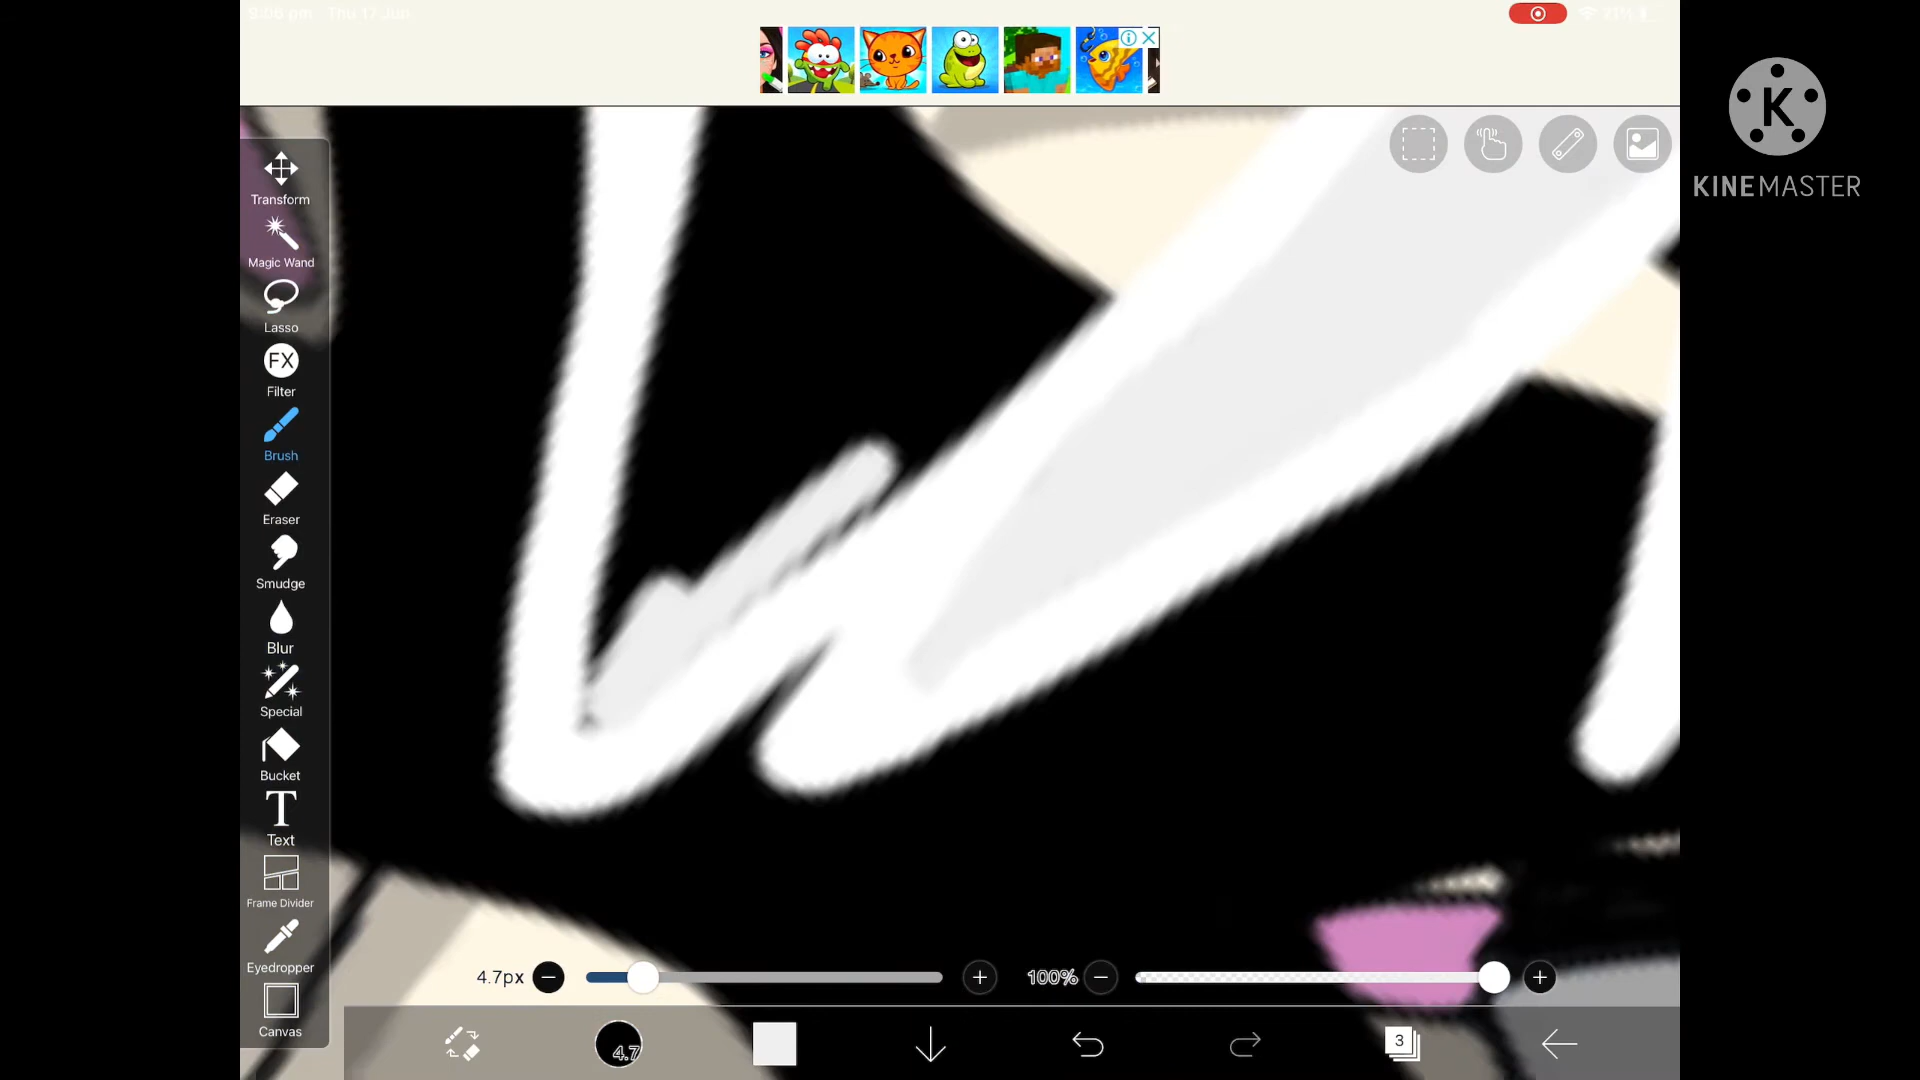 9:06 pm Thu 17 Jun
KINEMASTER
Transform
Magic Wand
Lasso
FX
Filter
Brush
Eraser
Smudge
Blur
Special
Bucket
T
Text
Frame Divider
Eyedropper
Canvas
4.7px
100%
4.7
3